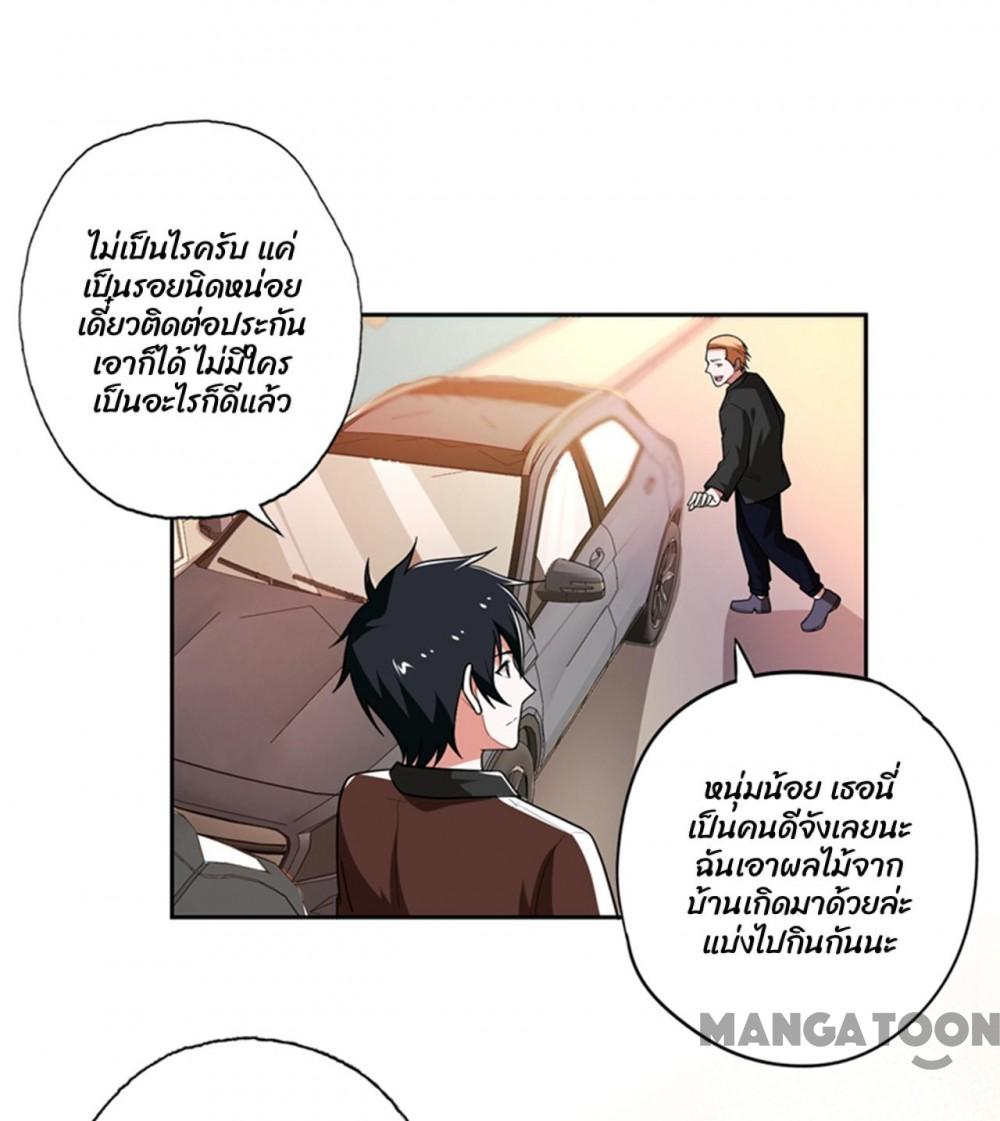 ไม่เป็นไรครับ แค่
เป็นรอยนิดหน่อย
เดี๋ยวติดต่อประกัน
เอาก็ได้ ไม่มีใคร
เป็นอะไรก็ดีแล้ว
หนุ่มน้อย เธอนี่
เป็นคนดีจังเลยนะ
ฉันเอาผลไม้จาก
บ้านเกิดมาด้วยล่ะ
แบ่งไปกินกันนะ
MANGATOON